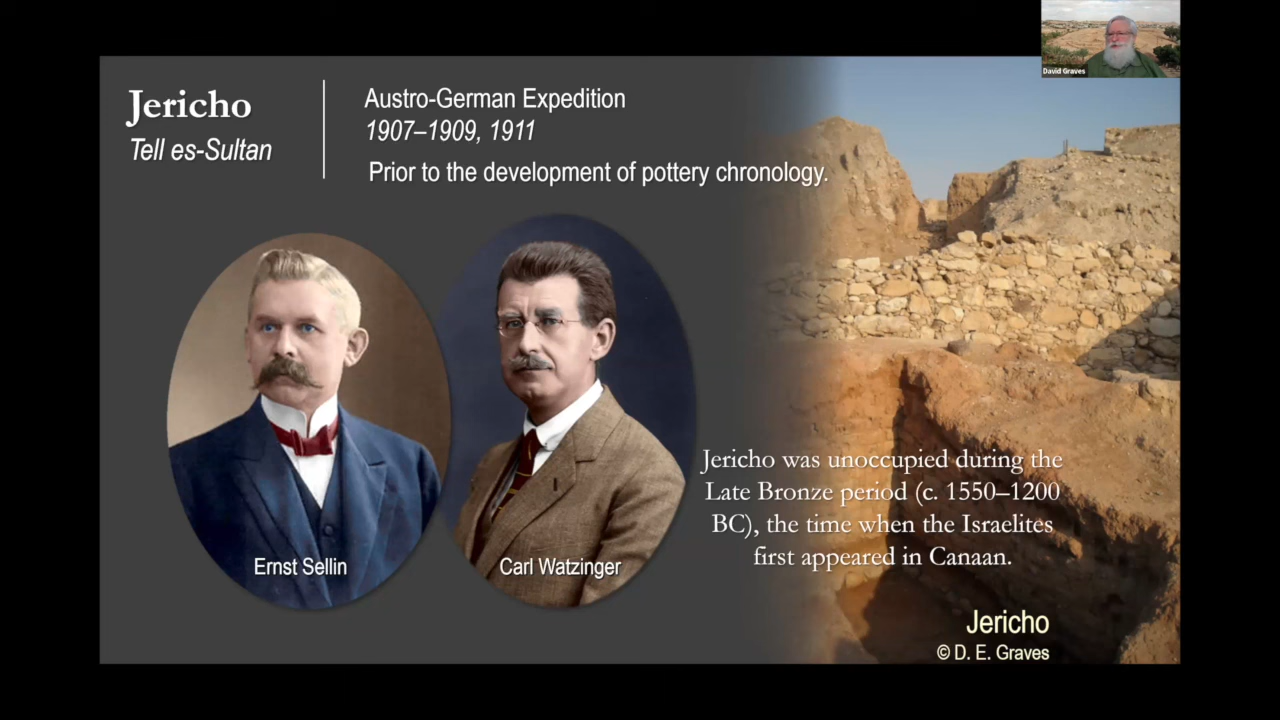 David Graves
Jericho
Tell es-Sultan
Austro-German Expedition
1907–1909, 1911
Prior to the development of pottery chronology.
Ernst Sellin
Carl Watzinger
Jericho was unoccupied during the
Late Bronze period (c. 1550–1200
BC), the time when the Israelites
first appeared in Canaan.
Jericho
© D. E. Graves